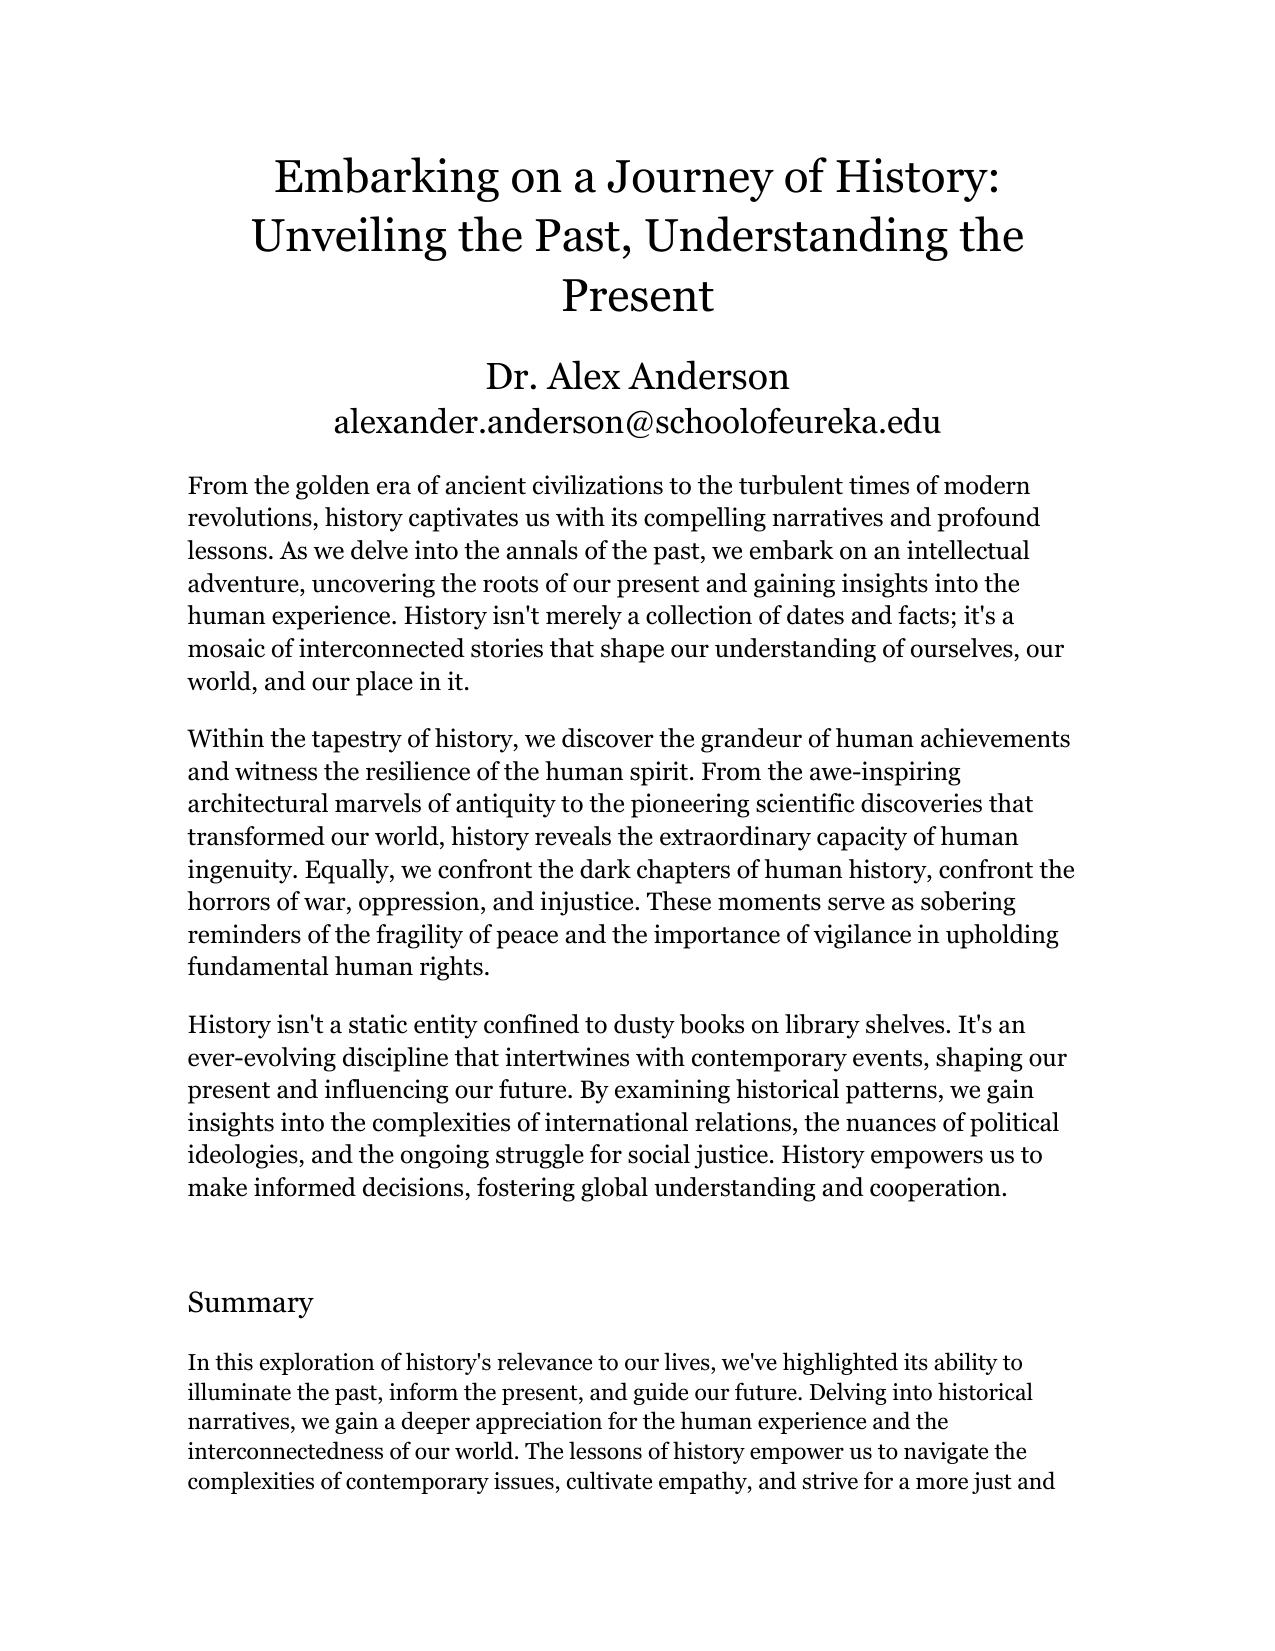 Embarking on a Journey of History:
Unveiling the Past, Understanding the
Present
Dr. Alex Anderson
alexander.anderson@schoolofeureka.edu
From the golden era of ancient civilizations to the turbulent times of modern
revolutions, history captivates us with its compelling narratives and profound
lessons. As we delve into the annals of the past, we embark on an intellectual
adventure, uncovering the roots of our present and gaining insights into the
human experience. History isn't merely a collection of dates and facts; it's a
mosaic of interconnected stories that shape our understanding of ourselves, our
world, and our place in it.
Within the tapestry of history, we discover the grandeur of human achievements
and witness the resilience of the human spirit. From the awe-inspiring
architectural marvels of antiquity to the pioneering scientific discoveries that
transformed our world, history reveals the extraordinary capacity of human
ingenuity. Equally, we confront the dark chapters of human history, confront the
horrors of war, oppression, and injustice. These moments serve as sobering
reminders of the fragility of peace and the importance of vigilance in upholding
fundamental human rights.
History isn't a static entity confined to dusty books on library shelves. It's an
ever-evolving discipline that intertwines with contemporary events, shaping our
present and influencing our future. By examining historical patterns, we gain
insights into the complexities of international relations, the nuances of political
ideologies, and the ongoing struggle for social justice. History empowers us to
make informed decisions, fostering global understanding and cooperation.
Summary
In this exploration of history's relevance to our lives, we've highlighted its ability to
illuminate the past, inform the present, and guide our future. Delving into historical
narratives, we gain a deeper appreciation for the human experience and the
interconnectedness of our world. The lessons of history empower us to navigate the
complexities of contemporary issues, cultivate empathy, and strive for a more just and